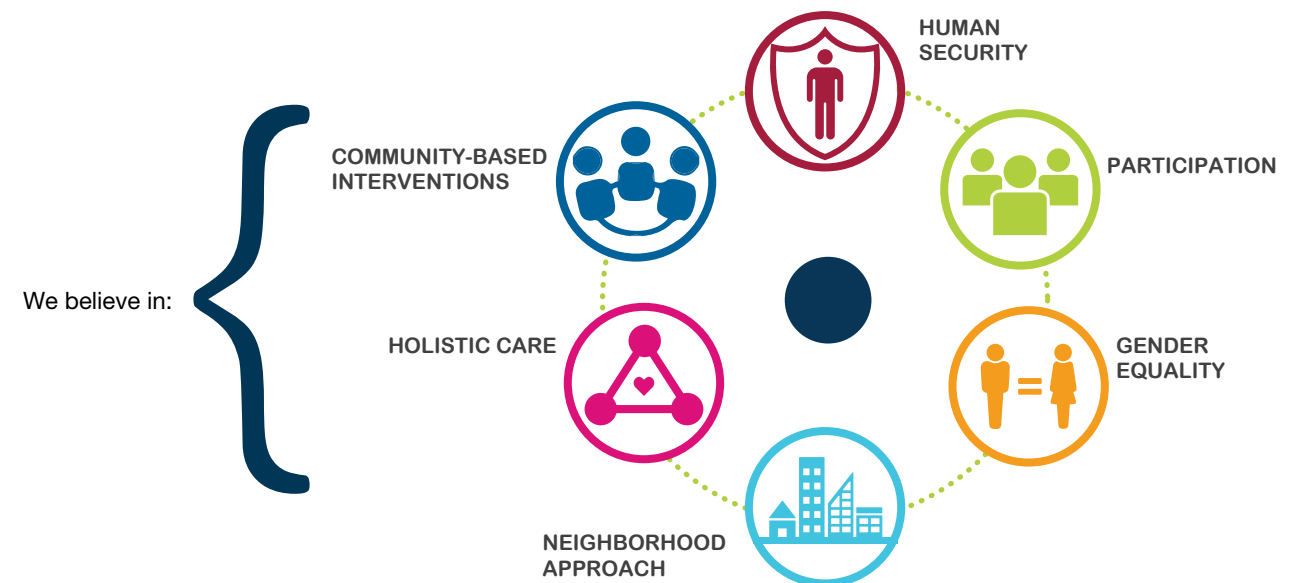 We believe in:
HUMAN
SECURITY
PARTICIPATION
GENDER
EQUALITY
NEIGHBORHOOD
APPROACH
HOLISTIC CARE
COMMUNITY-BASED
INTERVENTIONS